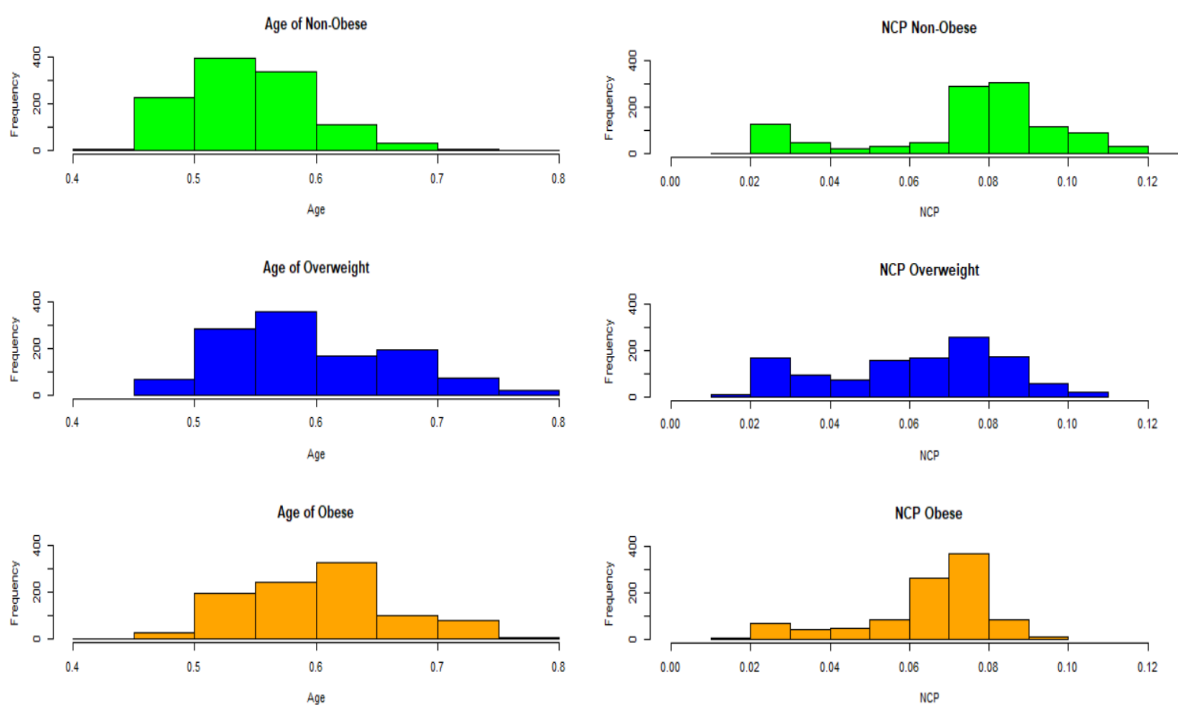 Age of Non-Obese
Frequency
0 200 400
0.4 0.5 0.6 0.7 0.8
Age
NCP Non-Obese
Frequency
0 200 400
0.00 0.02 0.04 0.06 0.08 0.10 0.12
NCP
Age of Overweight
Frequency
0 200 400
0.4 0.5 0.6 0.7 0.8
Age
NCP Overweight
Frequency
0 200 400
0.00 0.02 0.04 0.06 0.08 0.10 0.12
NCP
Age of Obese
Frequency
0 200 400
0.4 0.5 0.6 0.7 0.8
Age
NCP Obese
Frequency
0 200 400
0.00 0.02 0.04 0.06 0.08 0.10 0.12
NCP